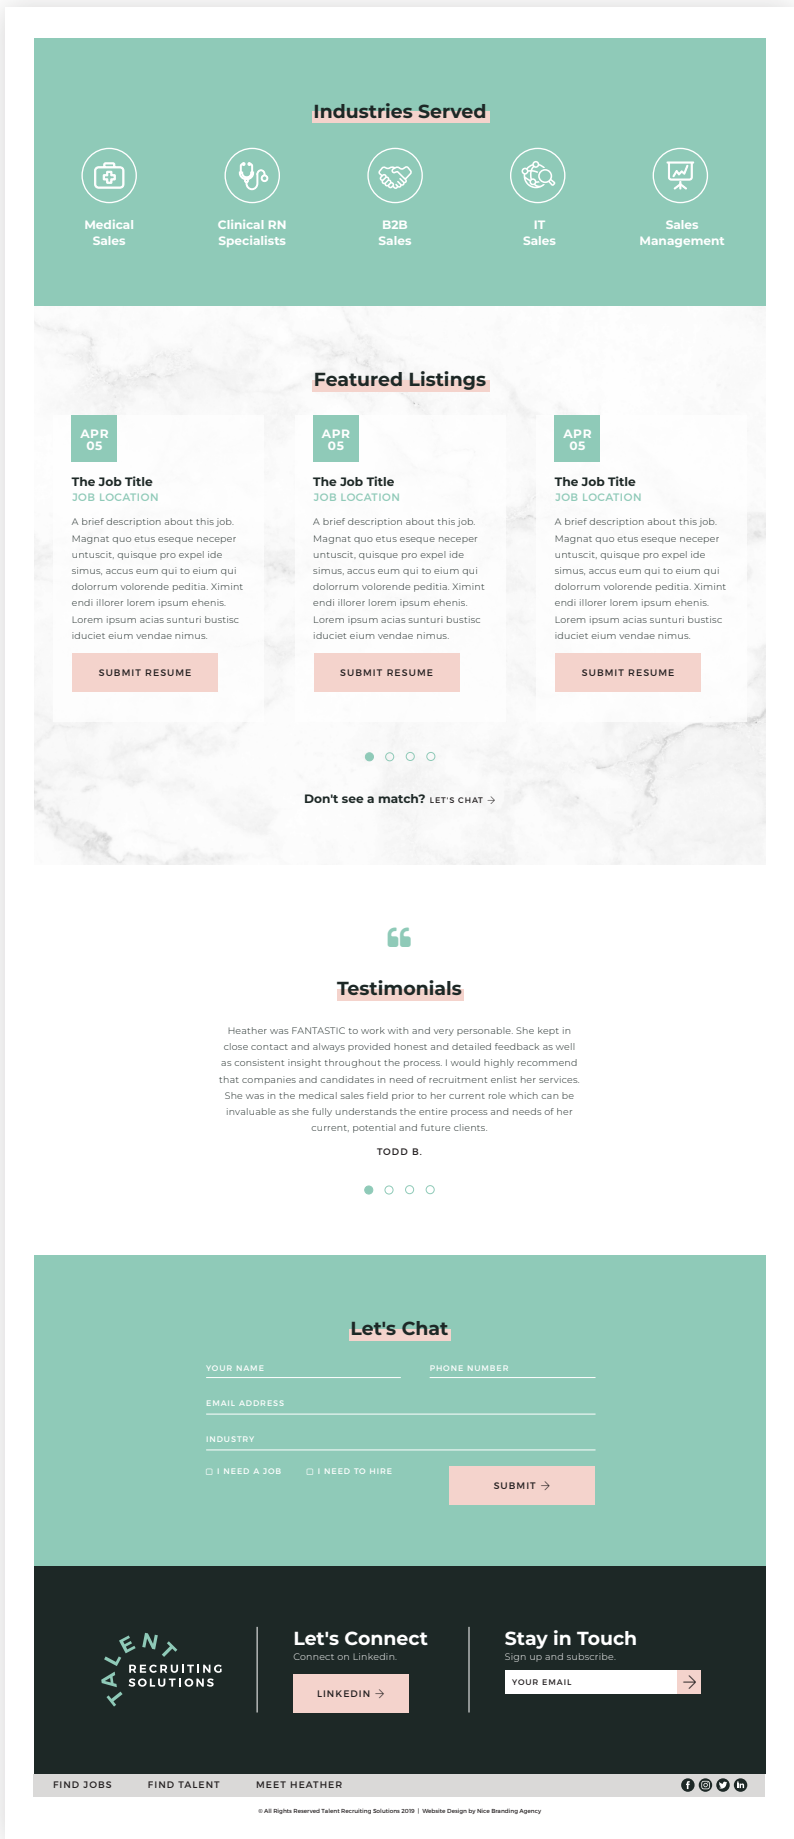 Industries Served
Medical
Sales
Clinical RN
Specialists
B2B
Sales
IT
Sales
Sales
Management
Featured Listings
APR
05
The Job Title
JOB LOCATION
A brief description about this job.
Magnat quo etus eseque neceper
untuscit, quisque pro expel ide
simus, accus eum qui to eium qui
dolorrum volorende peditia. Ximint
endi illorer lorem ipsum ehenis.
Lorem ipsum acias sunturi bustisc
iduciet eium vendae nimus.
SUBMIT RESUME
APR
05
The Job Title
JOB LOCATION
A brief description about this job.
Magnat quo etus eseque neceper
untuscit, quisque pro expel ide
simus, accus eum qui to eium qui
dolorrum volorende peditia. Ximint
endi illorer lorem ipsum ehenis.
Lorem ipsum acias sunturi bustisc
iduciet eium vendae nimus.
SUBMIT RESUME
APR
05
The Job Title
JOB LOCATION
A brief description about this job.
Magnat quo etus eseque neceper
untuscit, quisque pro expel ide
simus, accus eum qui to eium qui
dolorrum volorende peditia. Ximint
endi illorer lorem ipsum ehenis.
Lorem ipsum acias sunturi bustisc
iduciet eium vendae nimus.
SUBMIT RESUME
Don't see a match? LET'S CHAT →
Testimonials
Heather was FANTASTIC to work with and very personable. She kept in
close contact and always provided honest and detailed feedback as well
as consistent insight throughout the process. I would highly recommend
that companies and candidates in need of recruitment enlist her services.
She was in the medical sales field prior to her current role which can be
invaluable as she fully understands the entire process and needs of her
current, potential and future clients.
TODD B.
Let's Chat
YOUR NAME
PHONE NUMBER
EMAIL ADDRESS
INDUSTRY
I NEED A JOB
I NEED TO HIRE
SUBMIT →
TALENT
RECRUITING
SOLUTIONS
Let's Connect
Connect on Linkedin.
LINKEDIN →
Stay in Touch
Sign up and subscribe.
YOUR EMAIL
FIND JOBS
FIND TALENT
MEET HEATHER
© All Rights Reserved Talent Recruiting Solutions 2019 | Website Design by Nice Branding Agency